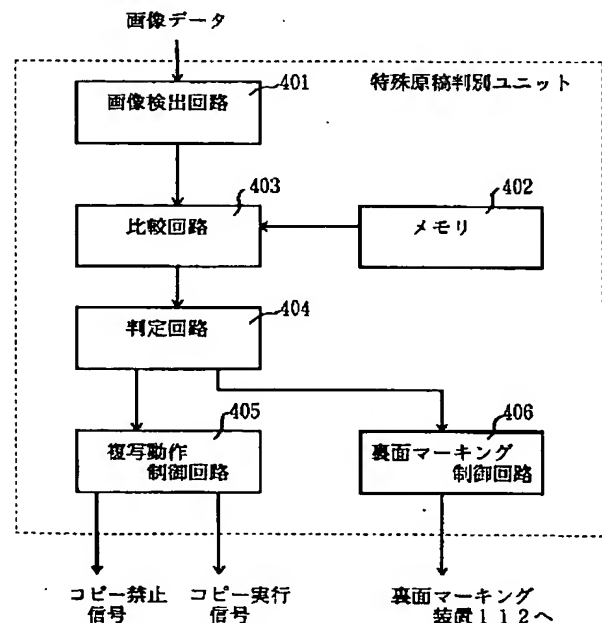 画像データ
特殊原稿判別ユニット
401
画像検出回路
403
402
比較回路
メモリ
404
判定回路
405
406
複写動作
制御回路
裏面マーキング
制御回路
コピー禁止
信号
コピー実行
信号
裏面マーキング
装置112へ